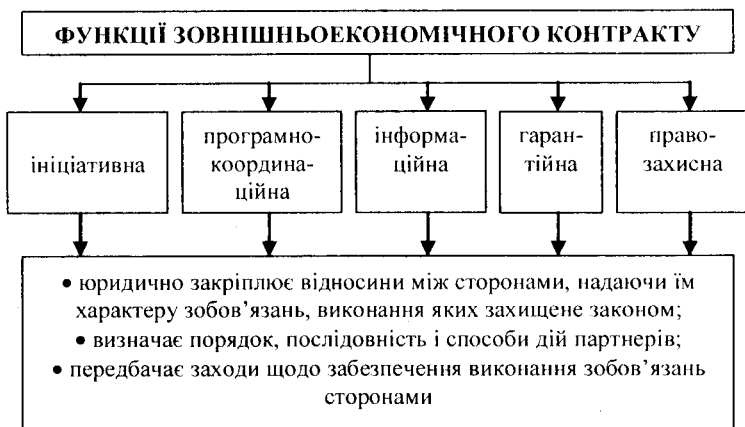 ФУНКЦІЇ ЗОВНІШНЬОЕКОНОМІЧНОГО КОНТРАКТУ
ініціативна
програмно-
координа-
ційна
інформа-
ційна
гаран-
тійна
право-
захисна
• юридично закріплює відносини між сторонами, надаючи їм
характеру зобов’язань, виконання яких захищене законом;
• визначає порядок, послідовність і способи дій партнерів;
• передбачає заходи щодо забезпечення виконання зобов’язань
сторонами